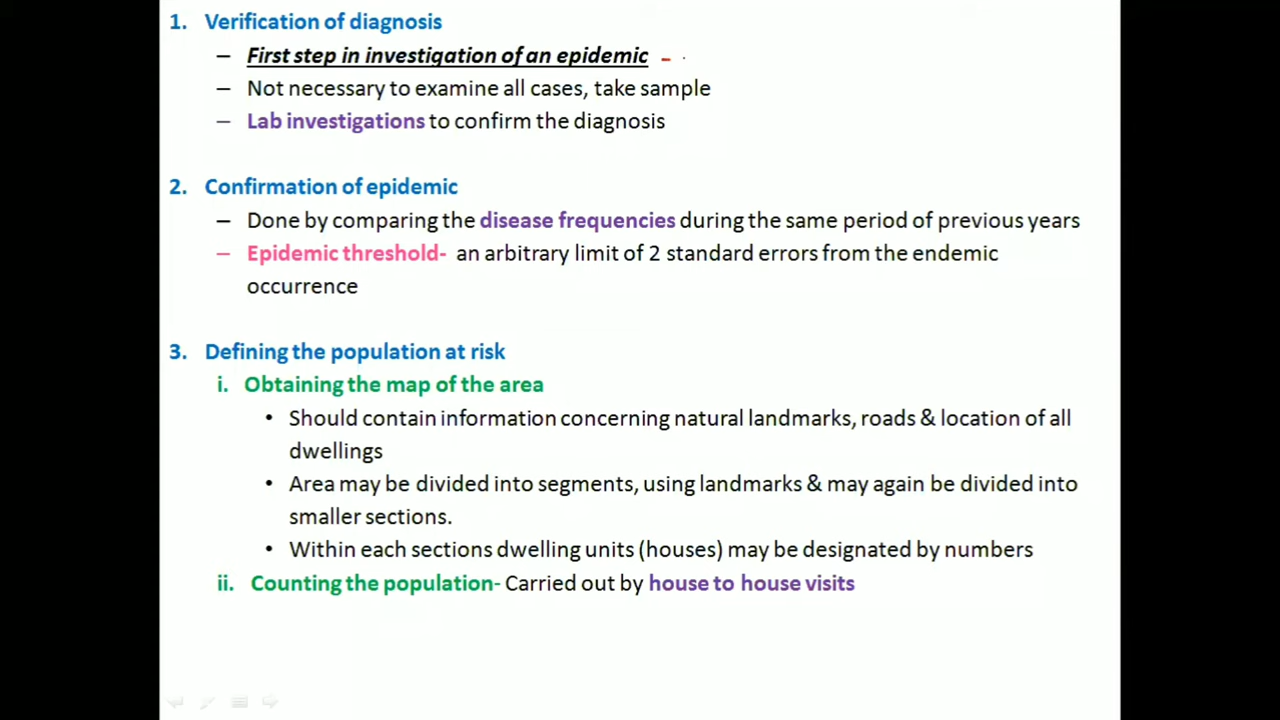 1. Verification of diagnosis
– First step in investigation of an epidemic
– Not necessary to examine all cases, take sample
– Lab investigations to confirm the diagnosis
2. Confirmation of epidemic
– Done by comparing the disease frequencies during the same period of previous years
– Epidemic threshold- an arbitrary limit of 2 standard errors from the endemic
occurrence
3. Defining the population at risk
i. Obtaining the map of the area
• Should contain information concerning natural landmarks, roads & location of all
dwellings
• Area may be divided into segments, using landmarks & may again be divided into
smaller sections.
• Within each sections dwelling units (houses) may be designated by numbers
ii. Counting the population- Carried out by house to house visits